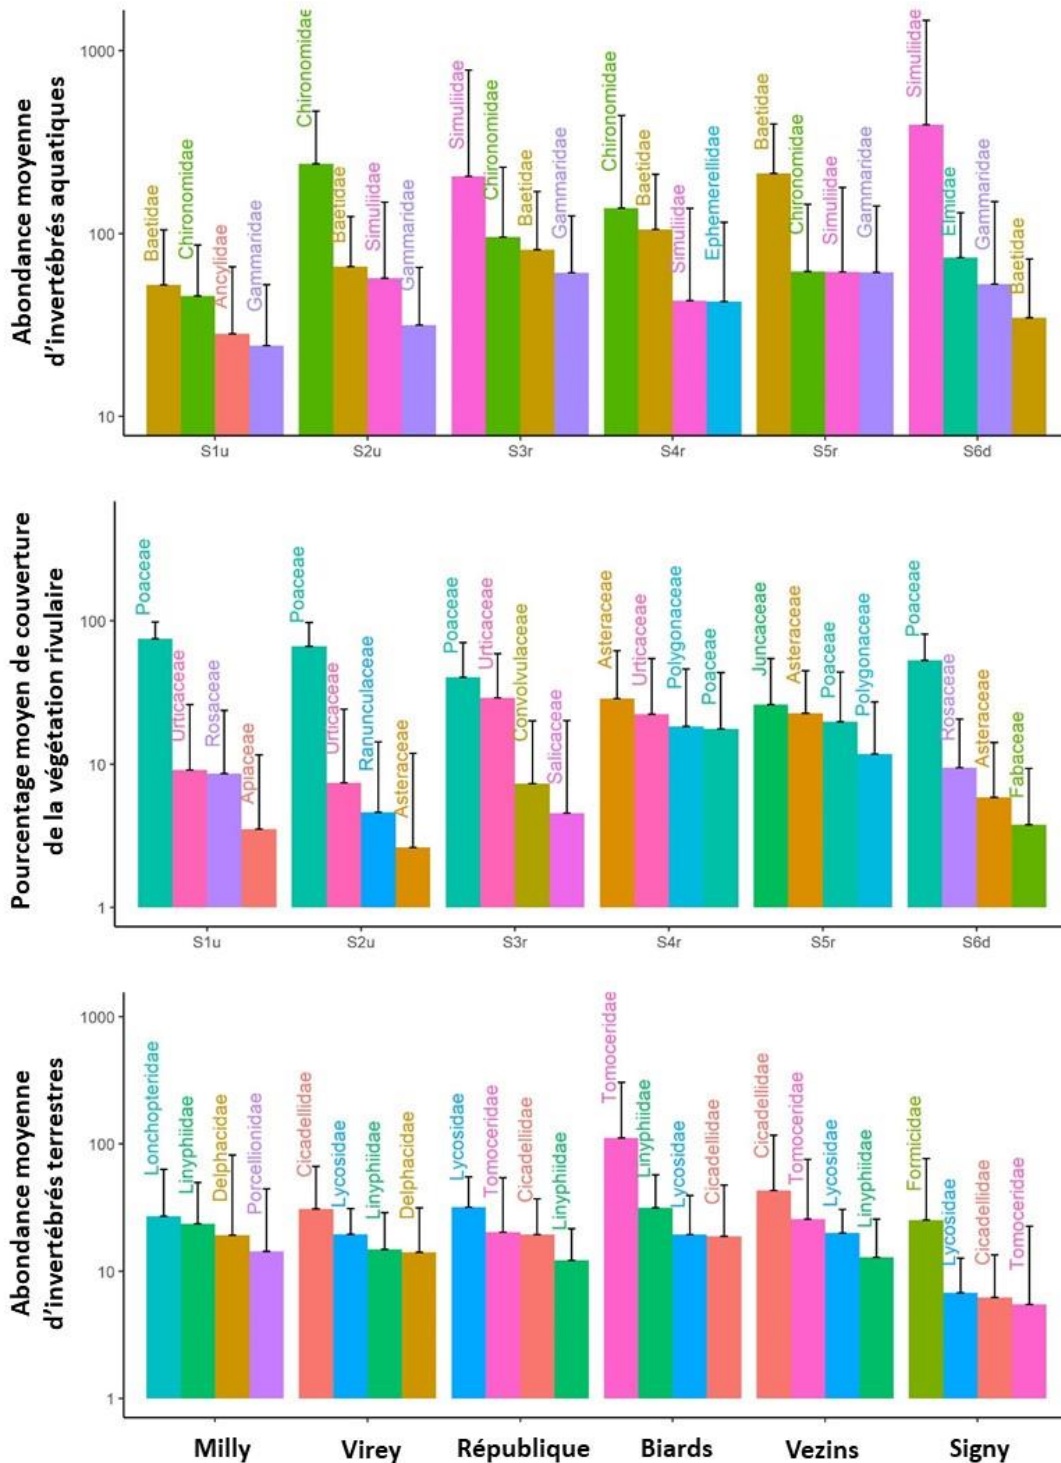 Abondance moyenne
d'invertébrés aquatiques
1000
100
10
Baetidae
Chironomidae
Ancylidae
Gammaridae
Chironomidae
Baetidae
Simuliidae
Gammaridae
Simuliidae
Chironomidae
Baetidae
Gammaridae
Chironomidae
Baetidae
Simuliidae
Ephemerellidae
Baetidae
Chironomidae
Simuliidae
Gammaridae
Simuliidae
Elmidae
Gammaridae
Baetidae
S1u S2u S3r S4r S5r S6d
Pourcentage moyen de couverture
de la végétation rivulaire
100
10
1
Poaceae
Urticaceae
Rosaceae
Apiaceae
Poaceae
Urticaceae
Ranunculaceae
Asteraceae
Poaceae
Urticaceae
Convolvulaceae
Salicaceae
Asteraceae
Urticaceae
Polygonaceae
Poaceae
Juncaceae
Asteraceae
Poaceae
Polygonaceae
Poaceae
Rosaceae
Asteraceae
Fabaceae
S1u S2u S3r S4r S5r S6d
Abondance moyenne
d'invertébrés terrestres
1000
100
10
1
Lonchopteridae
Linyphiidae
Delphacidae
Porcellionidae
Cicadellidae
Lycosidae
Linyphiidae
Delphacidae
Lycosidae
Tomoceridae
Cicadellidae
Linyphiidae
Tomoceridae
Linyphiidae
Lycosidae
Cicadellidae
Cicadellidae
Tomoceridae
Lycosidae
Linyphiidae
Formicidae
Lycosidae
Cicadellidae
Tomoceridae
Milly Virey République Biards Vezins Signy